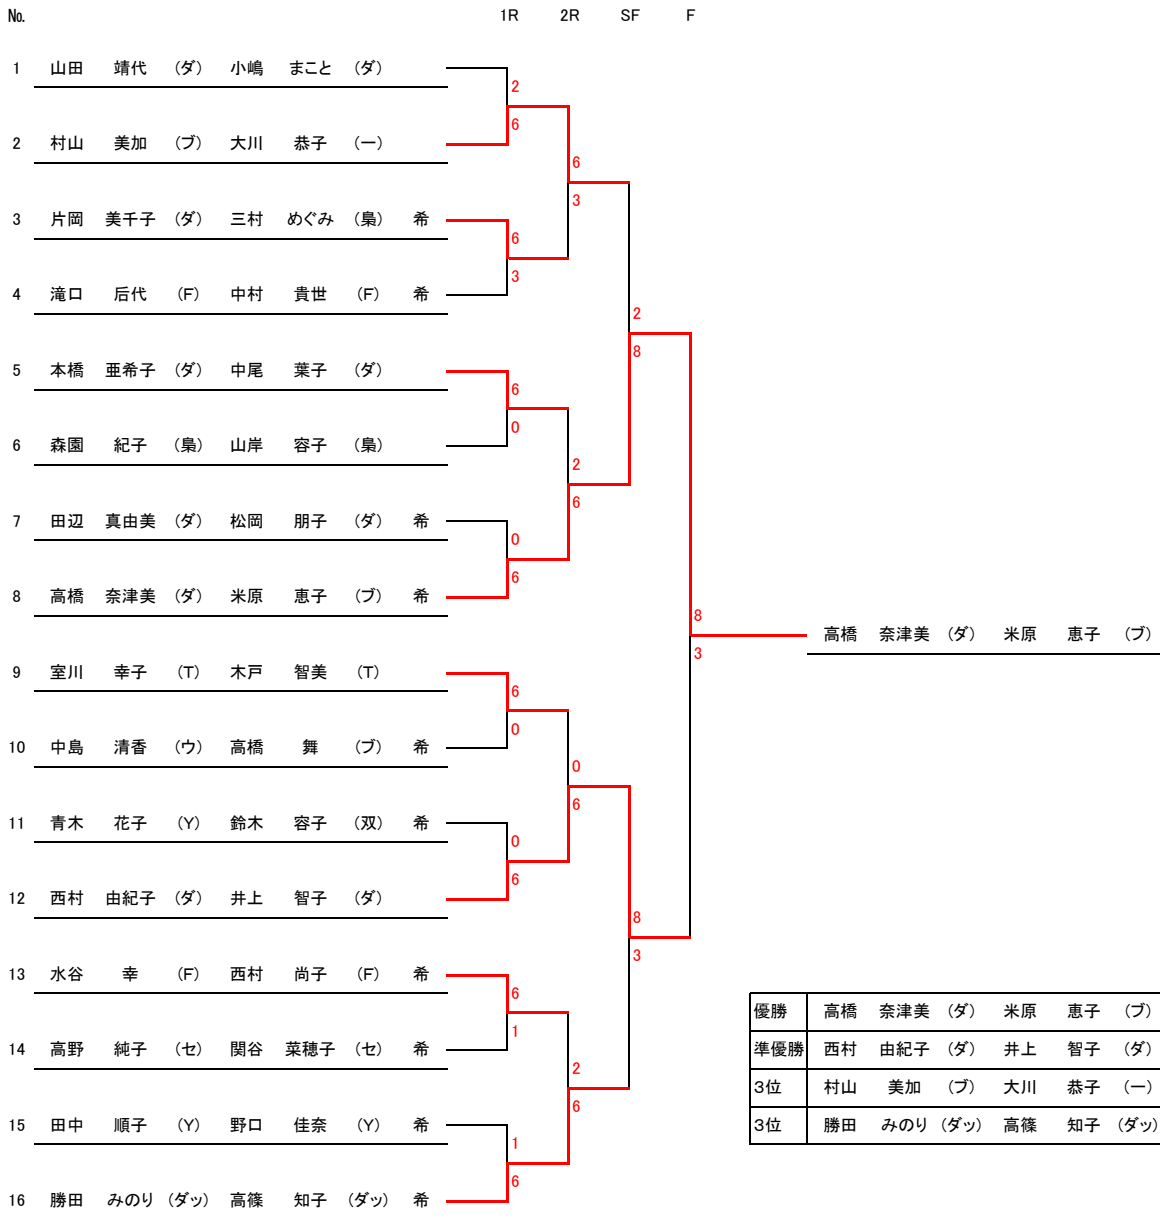 No. 1R 2R SF F
1 山田 靖代 (ダ) 小嶋 まこと (ダ)
2
6
2 村山 美加 (ブ) 大川 恭子 (一)
6
3
3 片岡 美千子 (ダ) 三村 めぐみ (梟) 希
6
3
4 滝口 后代 (F) 中村 貴世 (F) 希
2
8
5 本橋 亜希子 (ダ) 中尾 葉子 (ダ)
6
0
6 森園 紀子 (梟) 山岸 容子 (梟)
2
6
7 田辺 真由美 (ダ) 松岡 朋子 (ダ) 希
0
6
8 高橋 奈津美 (ダ) 米原 恵子 (ブ) 希
8
3
高橋 奈津美 (ダ) 米原 恵子 (ブ)
9 室川 幸子 (T) 木戸 智美 (T)
6
0
10 中島 清香 (ウ) 高橋 舞 (ブ) 希
0
6
11 青木 花子 (Y) 鈴木 容子 (双) 希
0
6
12 西村 由紀子 (ダ) 井上 智子 (ダ)
8
3
13 水谷 幸 (F) 西村 尚子 (F) 希
6
1
14 高野 純子 (セ) 関谷 菜穂子 (セ) 希
2
6
15 田中 順子 (Y) 野口 佳奈 (Y) 希
1
6
16 勝田 みのり (ダッ) 高篠 知子 (ダッ) 希
優勝 高橋 奈津美 (ダ) 米原 恵子 (ブ)
準優勝 西村 由紀子 (ダ) 井上 智子 (ダ)
3位 村山 美加 (ブ) 大川 恭子 (一)
3位 勝田 みのり (ダッ) 高篠 知子 (ダッ)